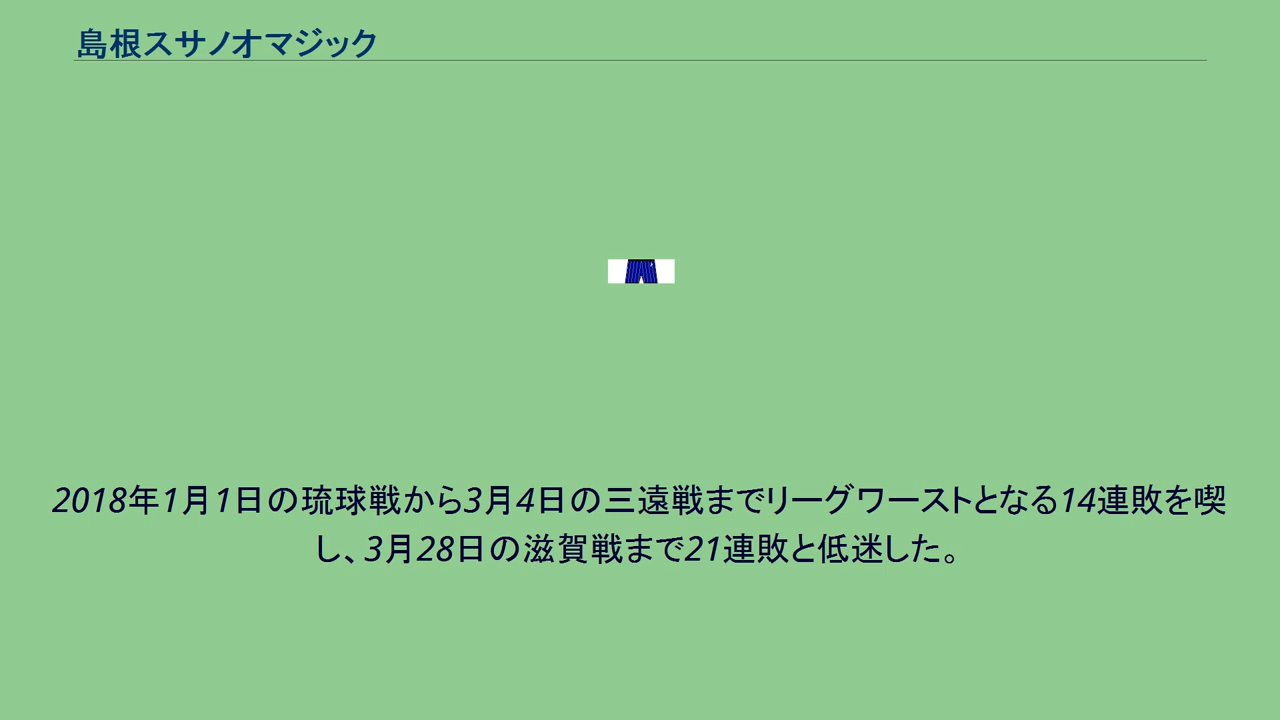 島根スサノオマジック
2018年1月1日の琉球戦から3月4日の三遠戦までリーグワーストとなる14連敗を喫
し、3月28日の滋賀戦まで21連敗と低迷した。